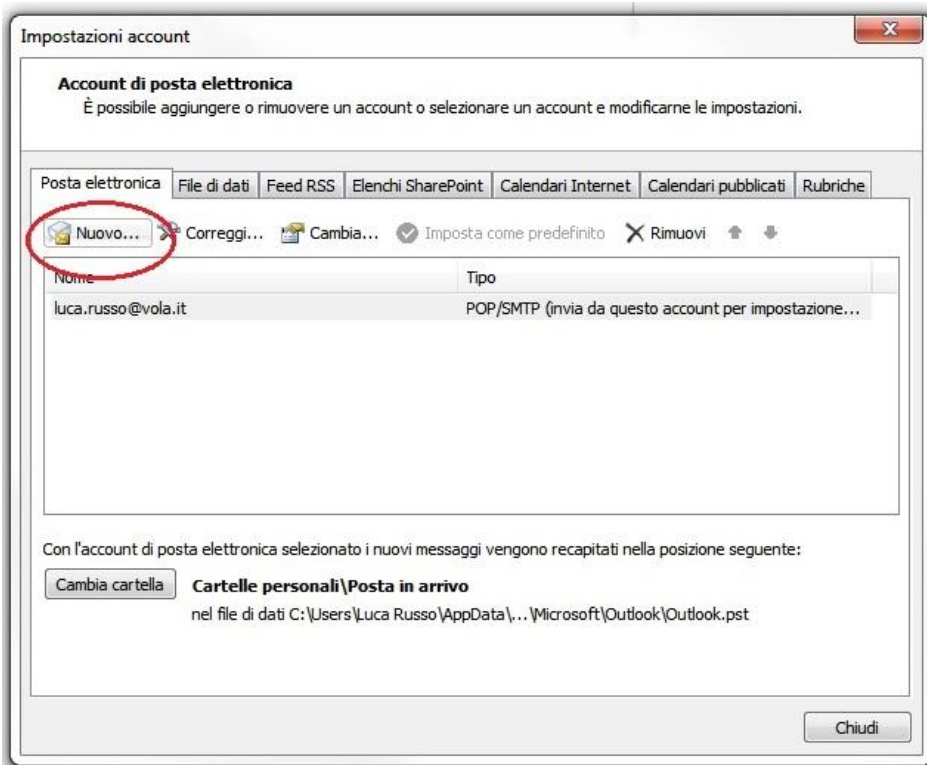 Impostazioni account
Account di posta elettronica
È possibile aggiungere o rimuovere un account o selezionare un account e modificarne le impostazioni.
Posta elettronica File di dati Feed RSS Elenchi SharePoint Calendari Internet Calendari pubblicati Rubriche
Nuovo... Correggi... Cambia... Imposta come predefinito Rimuovi
Nome Tipo
luca.russo@vola.it POP/SMTP (invia da questo account per impostazione...
Con l'account di posta elettronica selezionato i nuovi messaggi vengono recapitati nella posizione seguente:
Cambia cartella Cartelle personali\Posta in arrivo
nel file di dati C:\Users\Luca Russo\AppData\...\Microsoft\Outlook\Outlook.pst
Chiudi